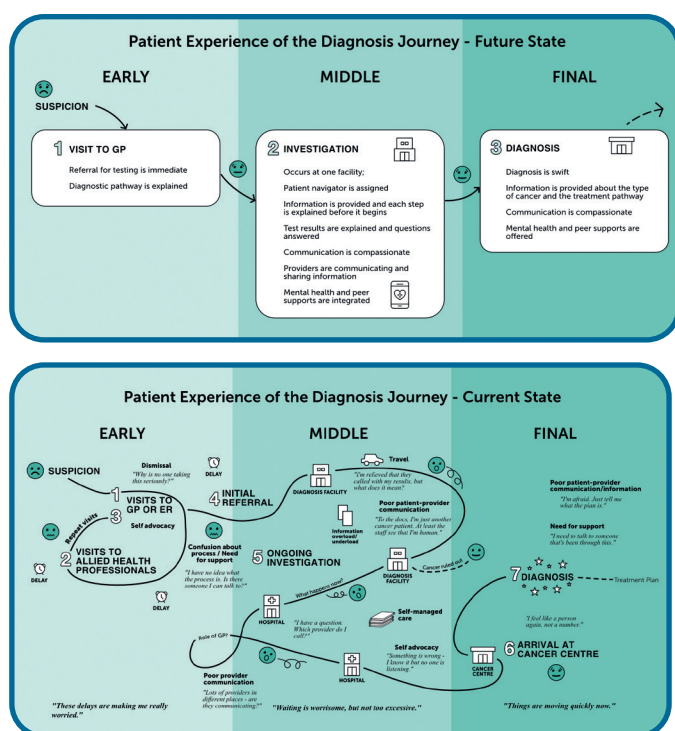 Patient Experience of the Diagnosis Journey - Future State
EARLY
MIDDLE
FINAL
SUSPICION
1 VISIT TO GP
Referral for testing is immediate
Diagnostic pathway is explained
2 INVESTIGATION
Occurs at one facility;
Patient navigator is assigned
Information is provided and each step
is explained before it begins
Test results are explained and questions
answered
Communication is compassionate
Providers are communicating and
sharing information
Mental health and peer
supports are integrated
3 DIAGNOSIS
Diagnosis is swift
Information is provided about the type
of cancer and the treatment pathway
Communication is compassionate
Mental health and peer supports are
offered
Patient Experience of the Diagnosis Journey - Current State
EARLY
MIDDLE
FINAL
SUSPICION
Dismissal
"Why is no one taking
this seriously?"
DELAY
1 VISITS TO
GP OR ER
3
Self advocacy
Repeat visits
2 VISITS TO
ALLIED HEALTH
PROFESSIONALS
DELAY
DELAY
4 INITIAL
REFERRAL
Confusion about
process / Need
for support
"I have no idea what
the process is. Is there
someone I can talk to?"
DIAGNOSIS FACILITY
Travel
"I'm relieved that they
called with my results, but
what does it mean?
Poor patient-provider
communication
"To the docs, I'm just another
cancer patient. At least the
staff see that I'm human."
Information
overload/
underload
5 ONGOING
INVESTIGATION
DIAGNOSIS
FACILITY
Cancer ruled out
What happens now?
HOSPITAL
"I have a question.
Which provider do I
call?"
Self-managed
care
Role of GP?
Self advocacy
"Something is wrong -
I know it but no one is
listening."
HOSPITAL
Poor provider
communication
"Lots of providers in
different places - are
they communicating?"
Poor patient-provider
communication/information
"I'm afraid. Just tell me
what the plan is."
Need for support
"I need to talk to someone
that's been through this."
7 DIAGNOSIS
Treatment Plan
"I feel like a person
again, not a number."
6 ARRIVAL AT
CANCER CENTRE
CANCER
CENTRE
"These delays are making me really
worried."
"Waiting is worrisome, but not too excessive."
"Things are moving quickly now."